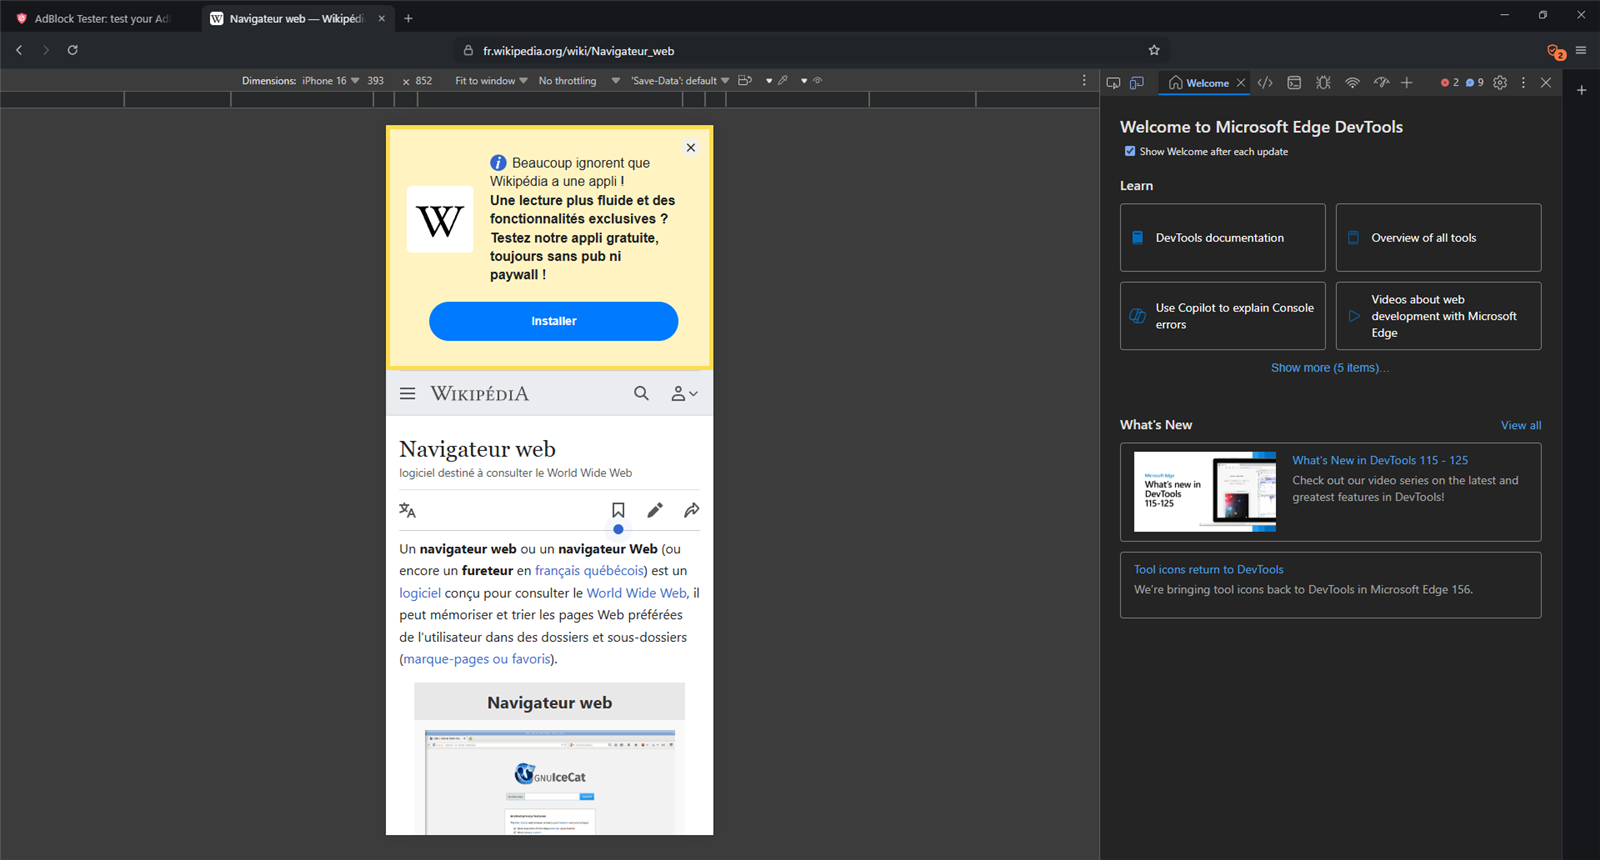 AdBlock Tester: test your Ad
Navigateur web — Wikipédi
fr.wikipedia.org/wiki/Navigateur_web
2
Dimensions: iPhone 16 393 × 852 Fit to window No throttling 'Save-Data': default
Beaucoup ignorent que
Wikipédia a une appli !
Une lecture plus fluide et des
fonctionnalités exclusives ?
Testez notre appli gratuite,
toujours sans pub ni
paywall !
W
Installer
WIKIPÉDIA
Navigateur web
logiciel destiné à consulter le World Wide Web
Un navigateur web ou un navigateur Web (ou
encore un fureteur en français québécois) est un
logiciel conçu pour consulter le World Wide Web, il
peut mémoriser et trier les pages Web préférées
de l'utilisateur dans des dossiers et sous-dossiers
(marque-pages ou favoris).
Navigateur web
GNUIceCat
Welcome
2 9
Welcome to Microsoft Edge DevTools
Show Welcome after each update
Learn
DevTools documentation
Overview of all tools
Use Copilot to explain Console
errors
Videos about web
development with Microsoft
Edge
Show more (5 items)…
What's New
View all
Microsoft Edge
What's new in
DevTools
115-125
What's New in DevTools 115 - 125
Check out our video series on the latest and
greatest features in DevTools!
Tool icons return to DevTools
We're bringing tool icons back to DevTools in Microsoft Edge 156.